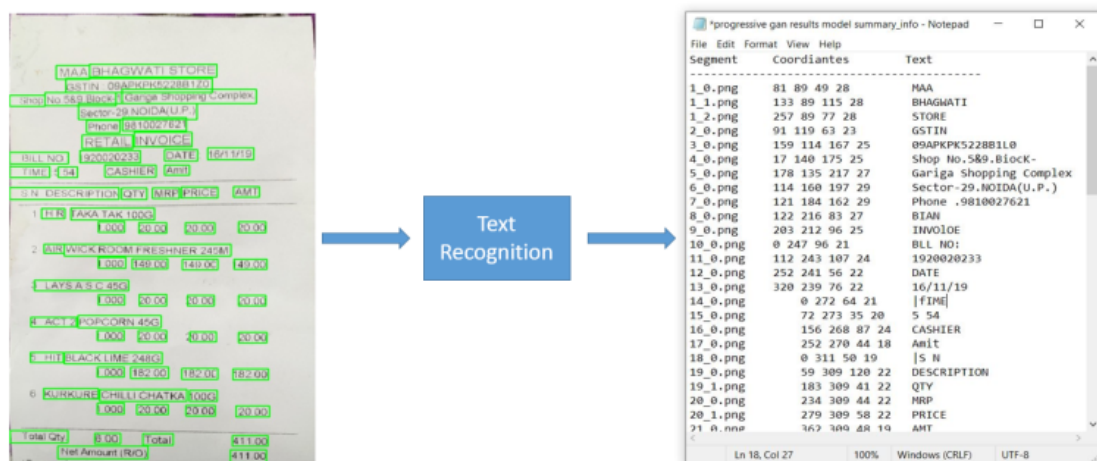 MAA BHAGWATI STORE
GSTIN : 09APKPK5228B1Z0
Shop No.5&9.Block- Gariga Shopping Complex
Sector-29.NOIDA(U.P.)
Phone 9810027621
RETAIL INVOICE
BILL NO. 1920020233 DATE 16/11/19
TIME 5 54 CASHIER Amit
S.N. DESCRIPTION QTY MRP PRICE AMT
1 H.R TAKA TAK 100G
1.000 20.00 20.00 20.00
2 AIR WICK ROOM FRESHNER 245M
1.000 149.00 149.00 149.00
3 LAYS A S C 45G
1.000 20.00 20.00 20.00
4 ACT 2 POPCORN 45G
1.000 20.00 20.00 20.00
5 HIT BLACK LIME 248G
1.000 182.00 182.00 182.00
6 KURKURE CHILLI CHATKA 100G
1.000 20.00 20.00 20.00
Total Qty 6.00 Total 411.00
Net Amount (R/O) 411.00
Text
Recognition
*progressive gan results model summary_info - Notepad
File Edit Format View Help
Segment Coordiantes Text
-----------------------------------------
1_0.png 81 89 49 28 MAA
1_1.png 133 89 115 28 BHAGWATI
1_2.png 257 89 77 28 STORE
2_0.png 91 119 63 23 GSTIN
3_0.png 159 114 167 25 09APKPK5228B1L0
4_0.png 17 140 175 25 Shop No.5&9.BiocK-
5_0.png 178 135 217 27 Gariga Shopping Complex
6_0.png 114 160 197 29 Sector-29.NOIDA(U.P.)
7_0.png 121 184 162 29 Phone .9810027621
8_0.png 122 216 83 27 BIAN
9_0.png 203 212 96 25 INVOlOE
10_0.png 0 247 96 21 BLL NO:
11_0.png 112 243 107 24 1920020233
12_0.png 252 241 56 22 DATE
13_0.png 320 239 76 22 16/11/19
14_0.png 0 272 64 21 |fIME
15_0.png 72 273 35 20 5 54
16_0.png 156 268 87 24 CASHIER
17_0.png 252 270 44 18 Amit
18_0.png 0 311 50 19 |S N
19_0.png 59 309 120 22 DESCRIPTION
19_1.png 183 309 41 22 QTY
20_0.png 234 309 44 22 MRP
20_1.png 279 309 58 22 PRICE
21_0.png 362 309 48 19 AMT
Ln 18, Col 27 100% Windows (CRLF) UTF-8